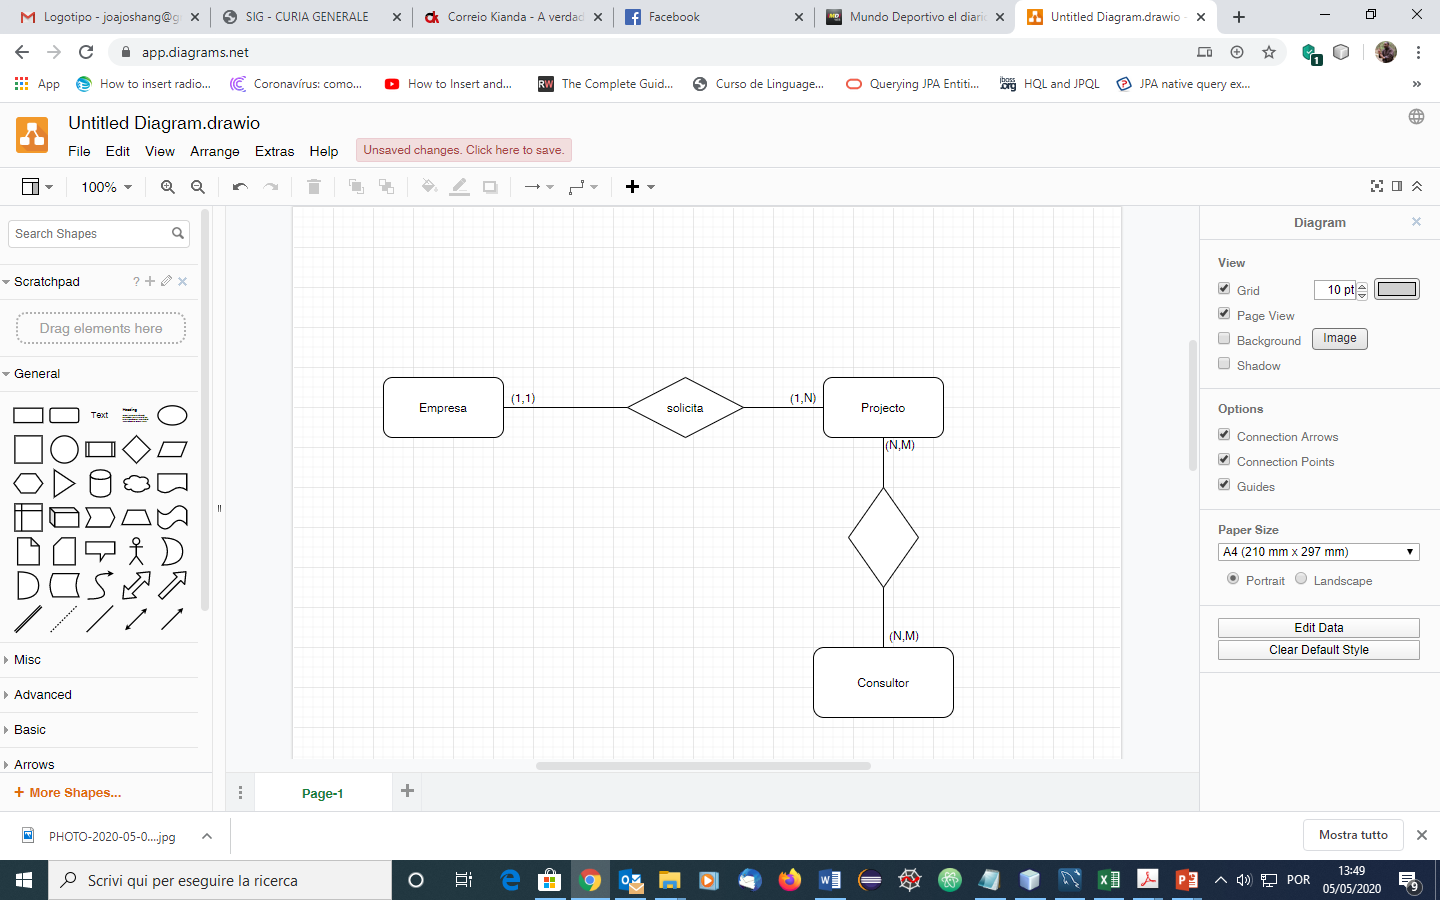 Logotipo - joajoshang@g
SIG - CURIA GENERALE
Correio Kianda - A verdad
Facebook
Mundo Deportivo el diari
Untitled Diagram.drawio -
app.diagrams.net
App
How to insert radio...
Coronavírus: como...
How to Insert and...
The Complete Guid...
Curso de Linguage...
Querying JPA Entiti...
HQL and JPQL
JPA native query ex...
Untitled Diagram.drawio
File Edit View Arrange Extras Help
Unsaved changes. Click here to save.
100%
Search Shapes
Scratchpad
Drag elements here
General
Text
Heading
Misc
Advanced
Basic
Arrows
+ More Shapes...
Empresa
(1,1)
solicita
(1,N)
Projecto
(N,M)
(N,M)
Consultor
Page-1
Diagram
View
Grid
10 pt
Page View
Background
Image
Shadow
Options
Connection Arrows
Connection Points
Guides
Paper Size
A4 (210 mm x 297 mm)
Portrait
Landscape
Edit Data
Clear Default Style
PHOTO-2020-05-0....jpg
Mostra tutto
Scrivi qui per eseguire la ricerca
POR
13:49
05/05/2020
9